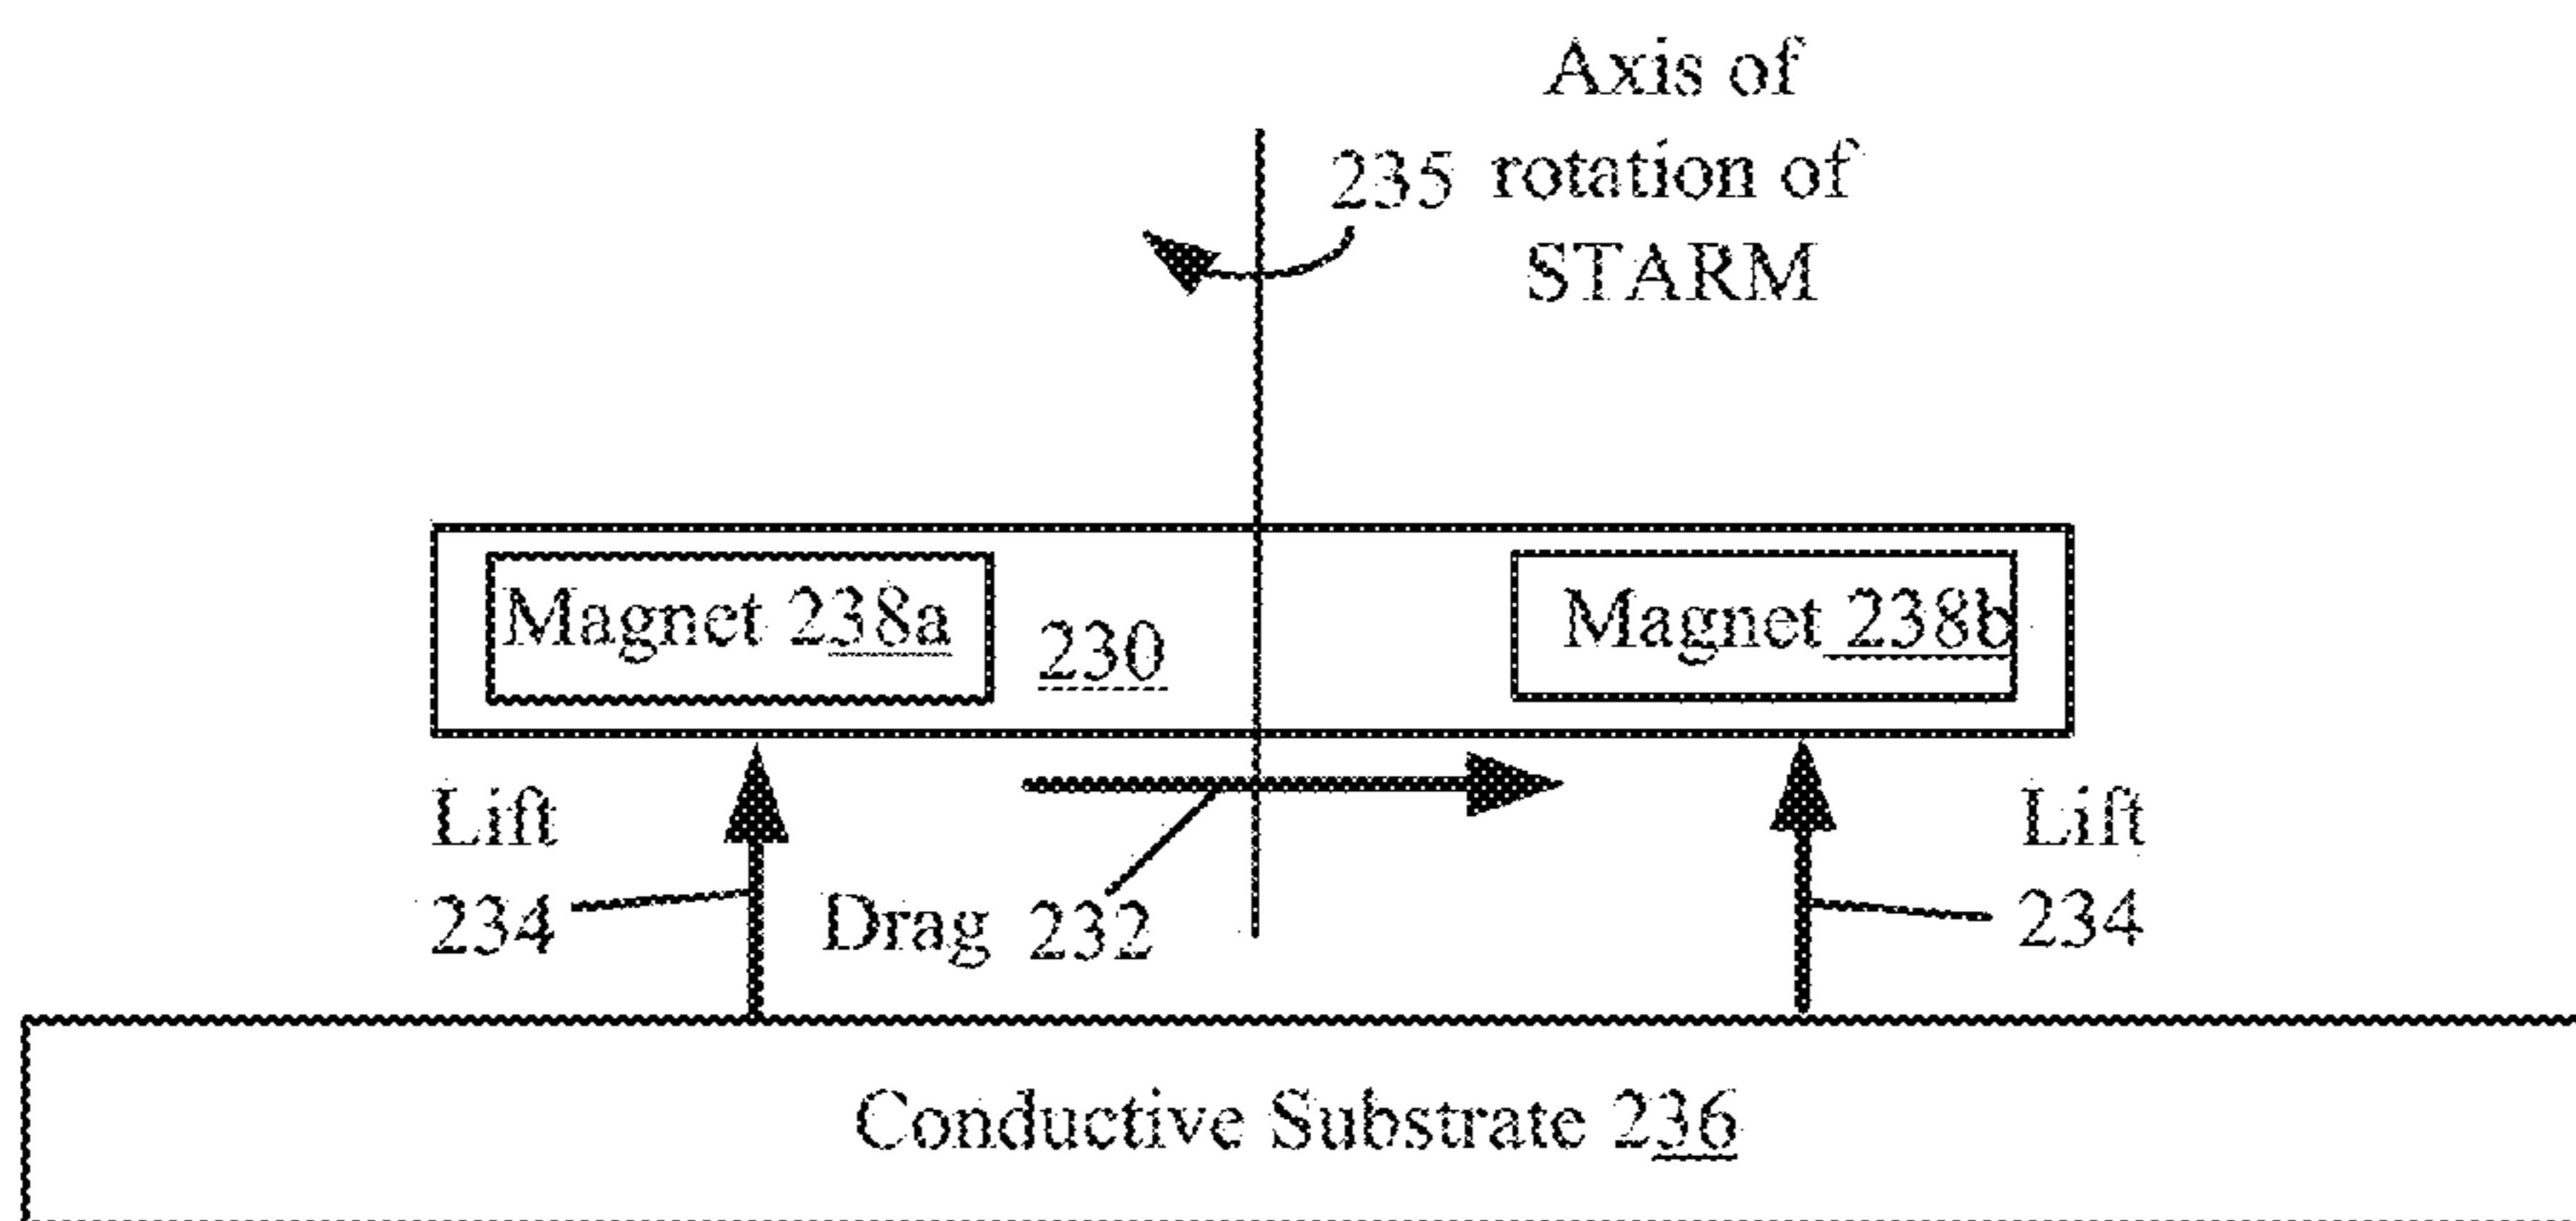 Axis of
235 rotation of
STARM
Magnet 238a
230
Magnet 238b
Lift
234
Drag 232
Lift
234
Conductive Substrate 236